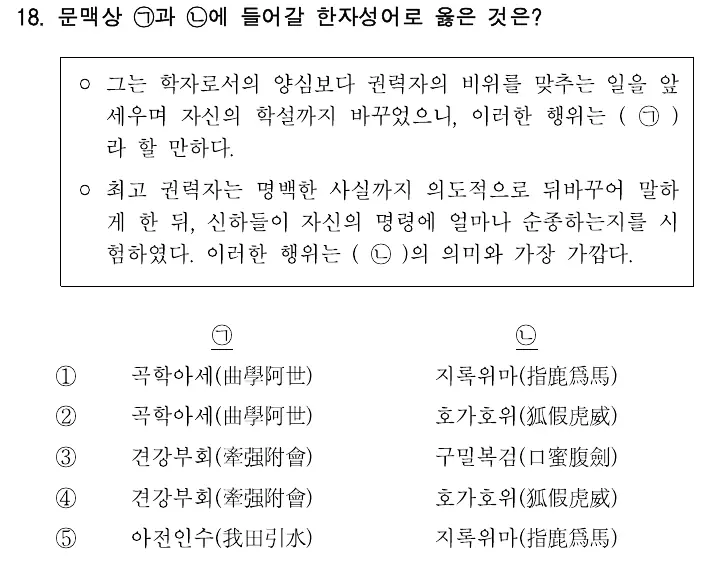 18. 문맥상 ㉠과 ㉡에 들어갈 한자성어로 옳은 것은?
○ 그는 학자로서의 양심보다 권력자의 비위를 맞추는 일을 앞
세우며 자신의 학설까지 바꾸었으니, 이러한 행위는 ( ㉠ )
라 할 만하다.
○ 최고 권력자는 명백한 사실까지 의도적으로 뒤바꾸어 말하
게 한 뒤, 신하들이 자신의 명령에 얼마나 순종하는지를 시
험하였다. 이러한 행위는 ( ㉡ )의 의미와 가장 가깝다.
㉠ ㉡
① 곡학아세(曲學阿世) 지록위마(指鹿爲馬)
② 곡학아세(曲學阿世) 호가호위(狐假虎威)
③ 견강부회(牽强附會) 구밀복검(口蜜腹劍)
④ 견강부회(牽强附會) 호가호위(狐假虎威)
⑤ 아전인수(我田引水) 지록위마(指鹿爲馬)